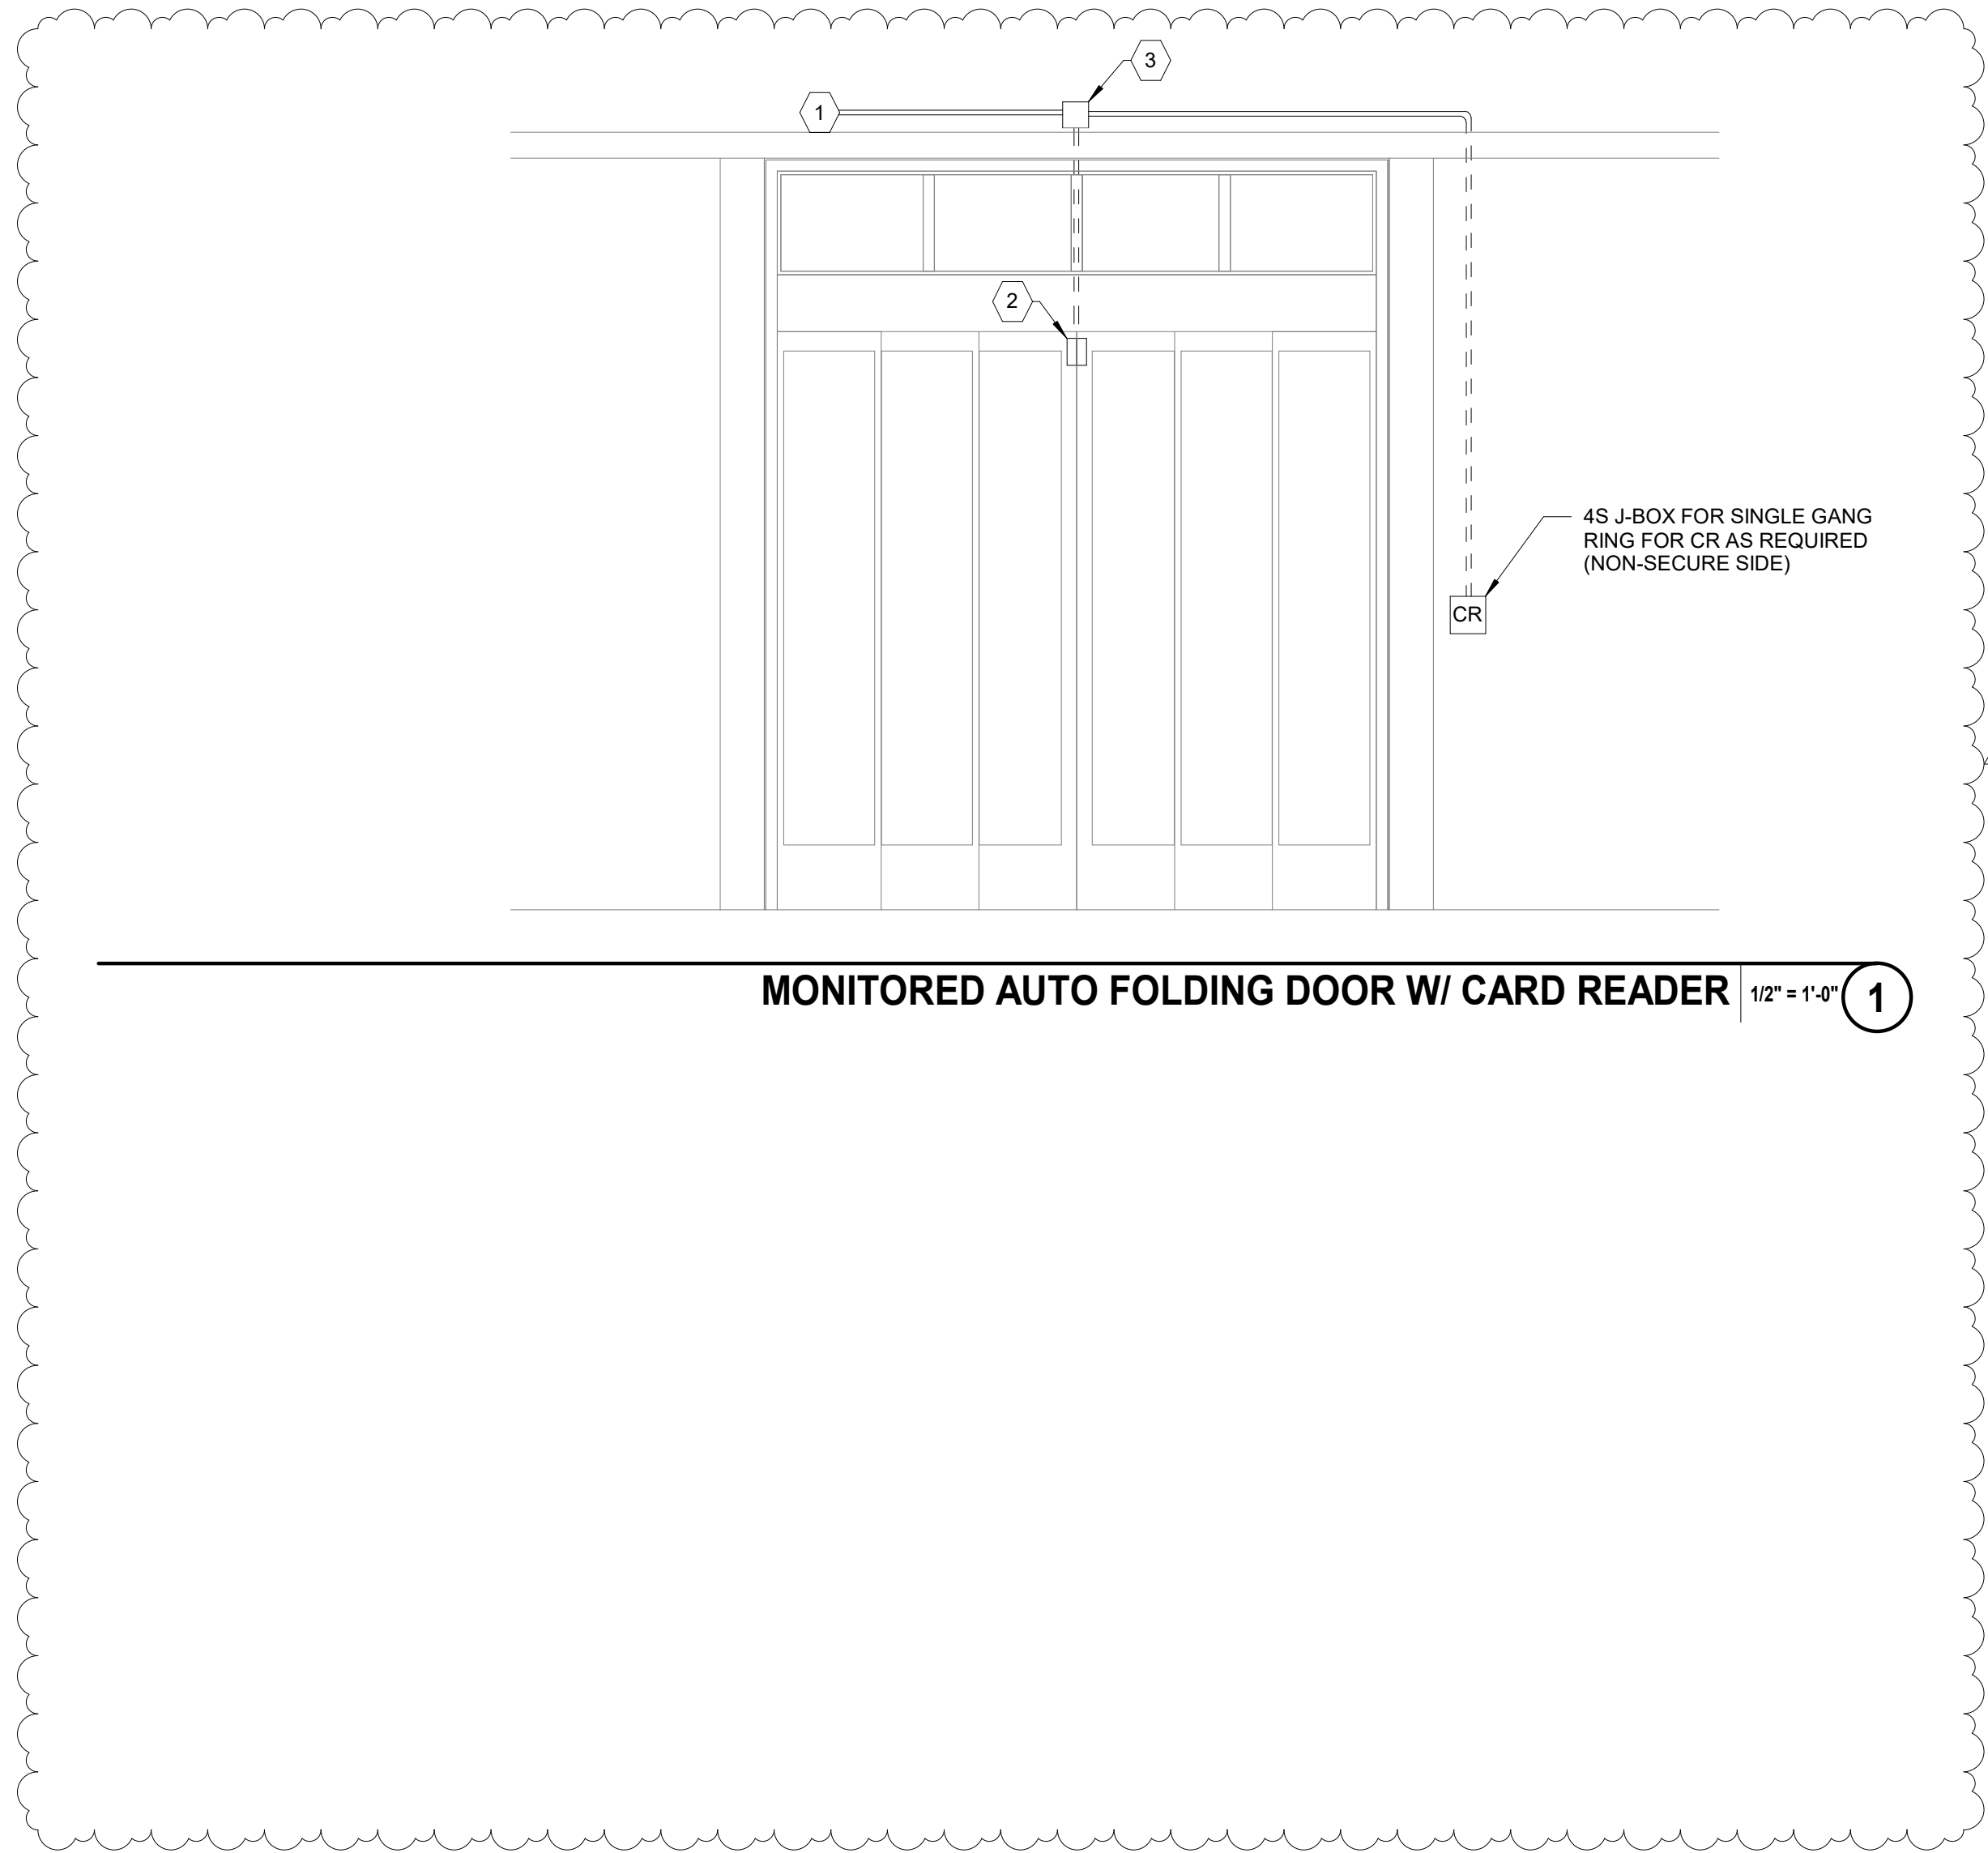 3
1
2
4S J-BOX FOR SINGLE GANG
RING FOR CR AS REQUIRED
(NON-SECURE SIDE)
CR
MONITORED AUTO FOLDING DOOR W/ CARD READER
1/2" = 1'-0"
1